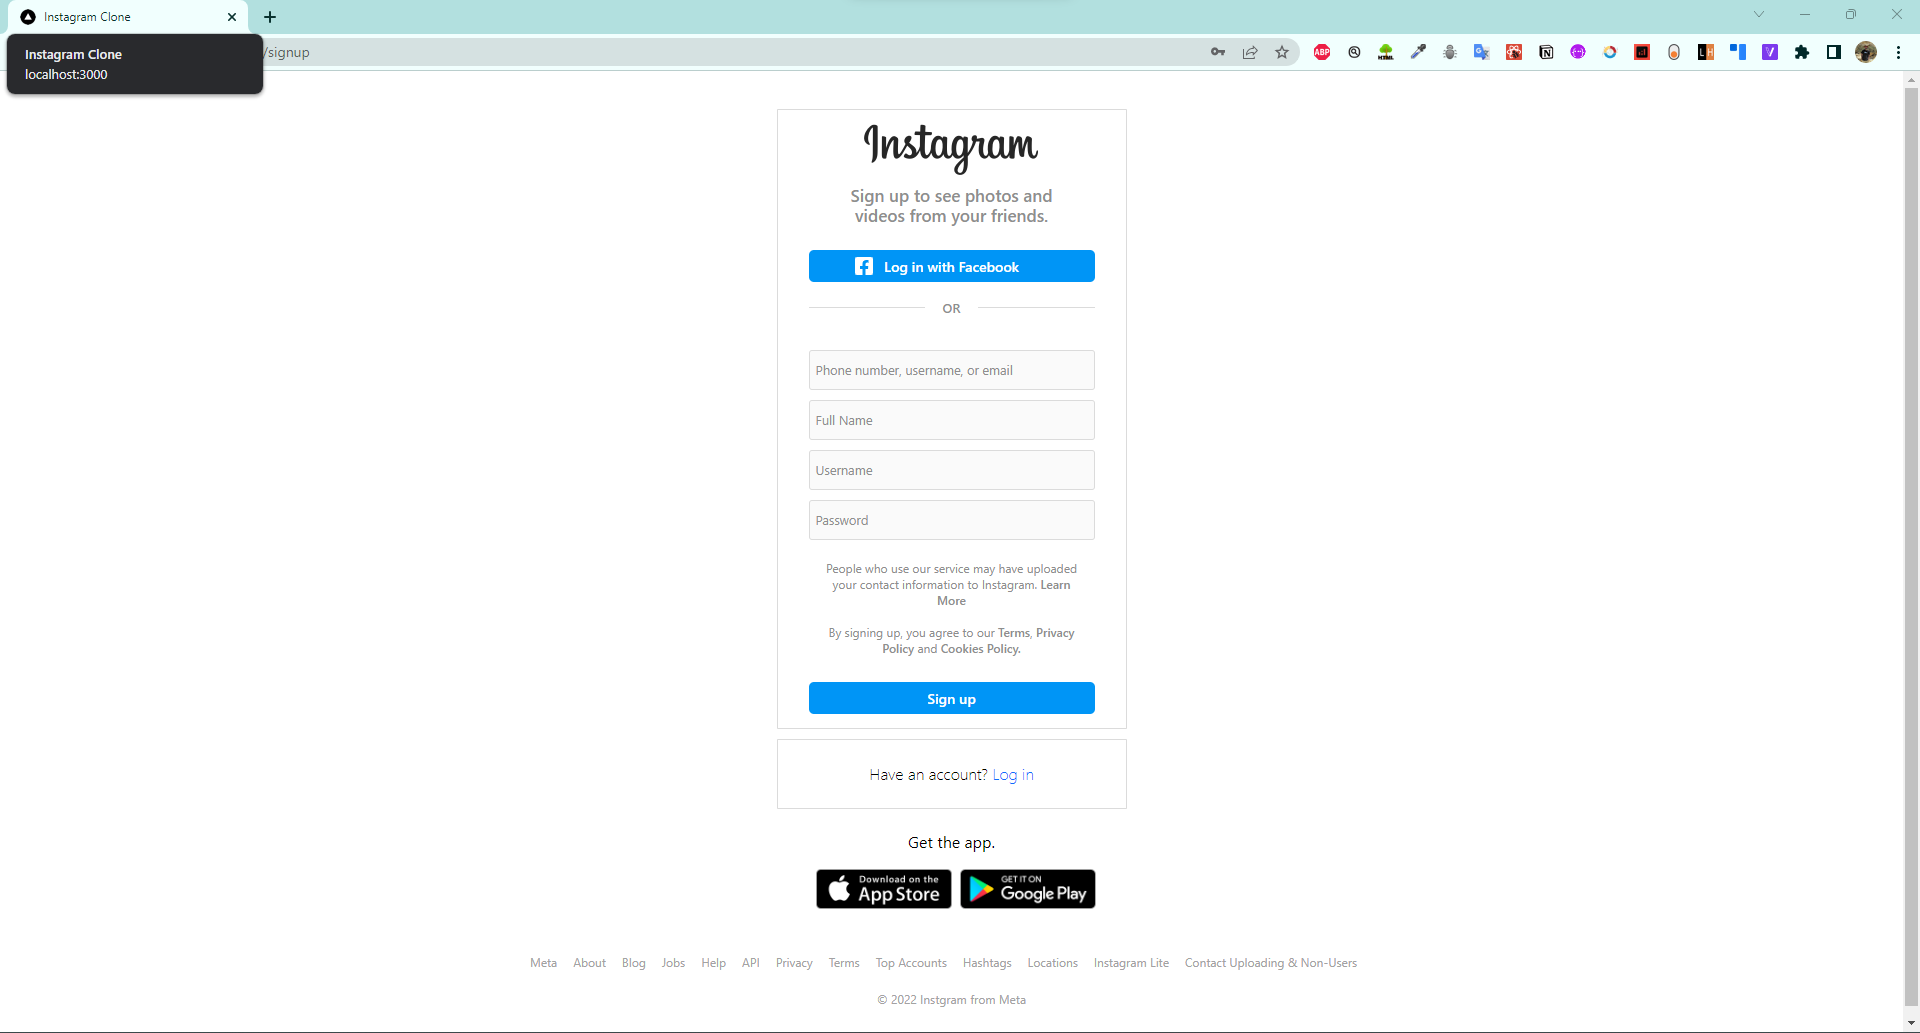 Instagram Clone
Instagram Clone
localhost:3000
/signup
ABP
HTML
LH
Instagram
Sign up to see photos and
videos from your friends.
Log in with Facebook
OR
Phone number, username, or email
Full Name
Username
Password
People who use our service may have uploaded
your contact information to Instagram. Learn
More
By signing up, you agree to our Terms, Privacy
Policy and Cookies Policy.
Sign up
Have an account? Log in
Get the app.
Download on the
App Store
GET IT ON
Google Play
Meta About Blog Jobs Help API Privacy Terms Top Accounts Hashtags Locations Instagram Lite Contact Uploading & Non-Users
© 2022 Instgram from Meta